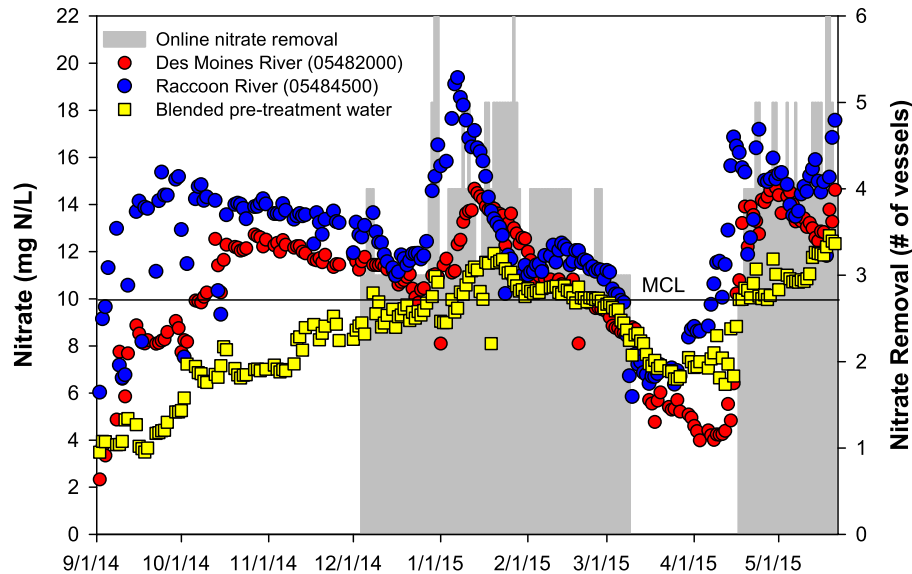 Online nitrate removal
Des Moines River (05482000)
Raccoon River (05484500)
Blended pre-treatment water
MCL
Nitrate (mg N/L)
22
20
18
16
14
12
10
8
6
4
2
0
Nitrate Removal (# of vessels)
6
5
4
3
2
1
0
9/1/14 10/1/14 11/1/14 12/1/14 1/1/15 2/1/15 3/1/15 4/1/15 5/1/15